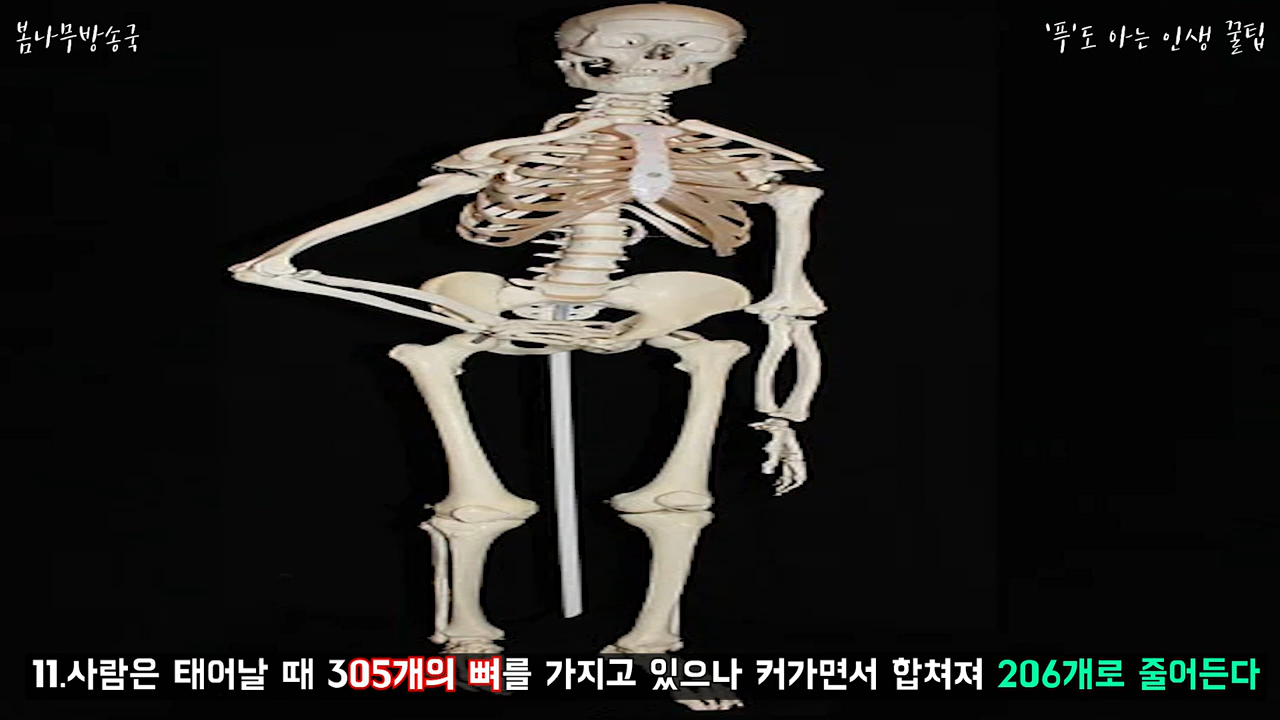 봄나무방송국
'푸'도 아는 인생 꿀팁
11.사람은 태어날 때 305개의 뼈를 가지고 있으나 커가면서 합쳐져 206개로 줄어든다